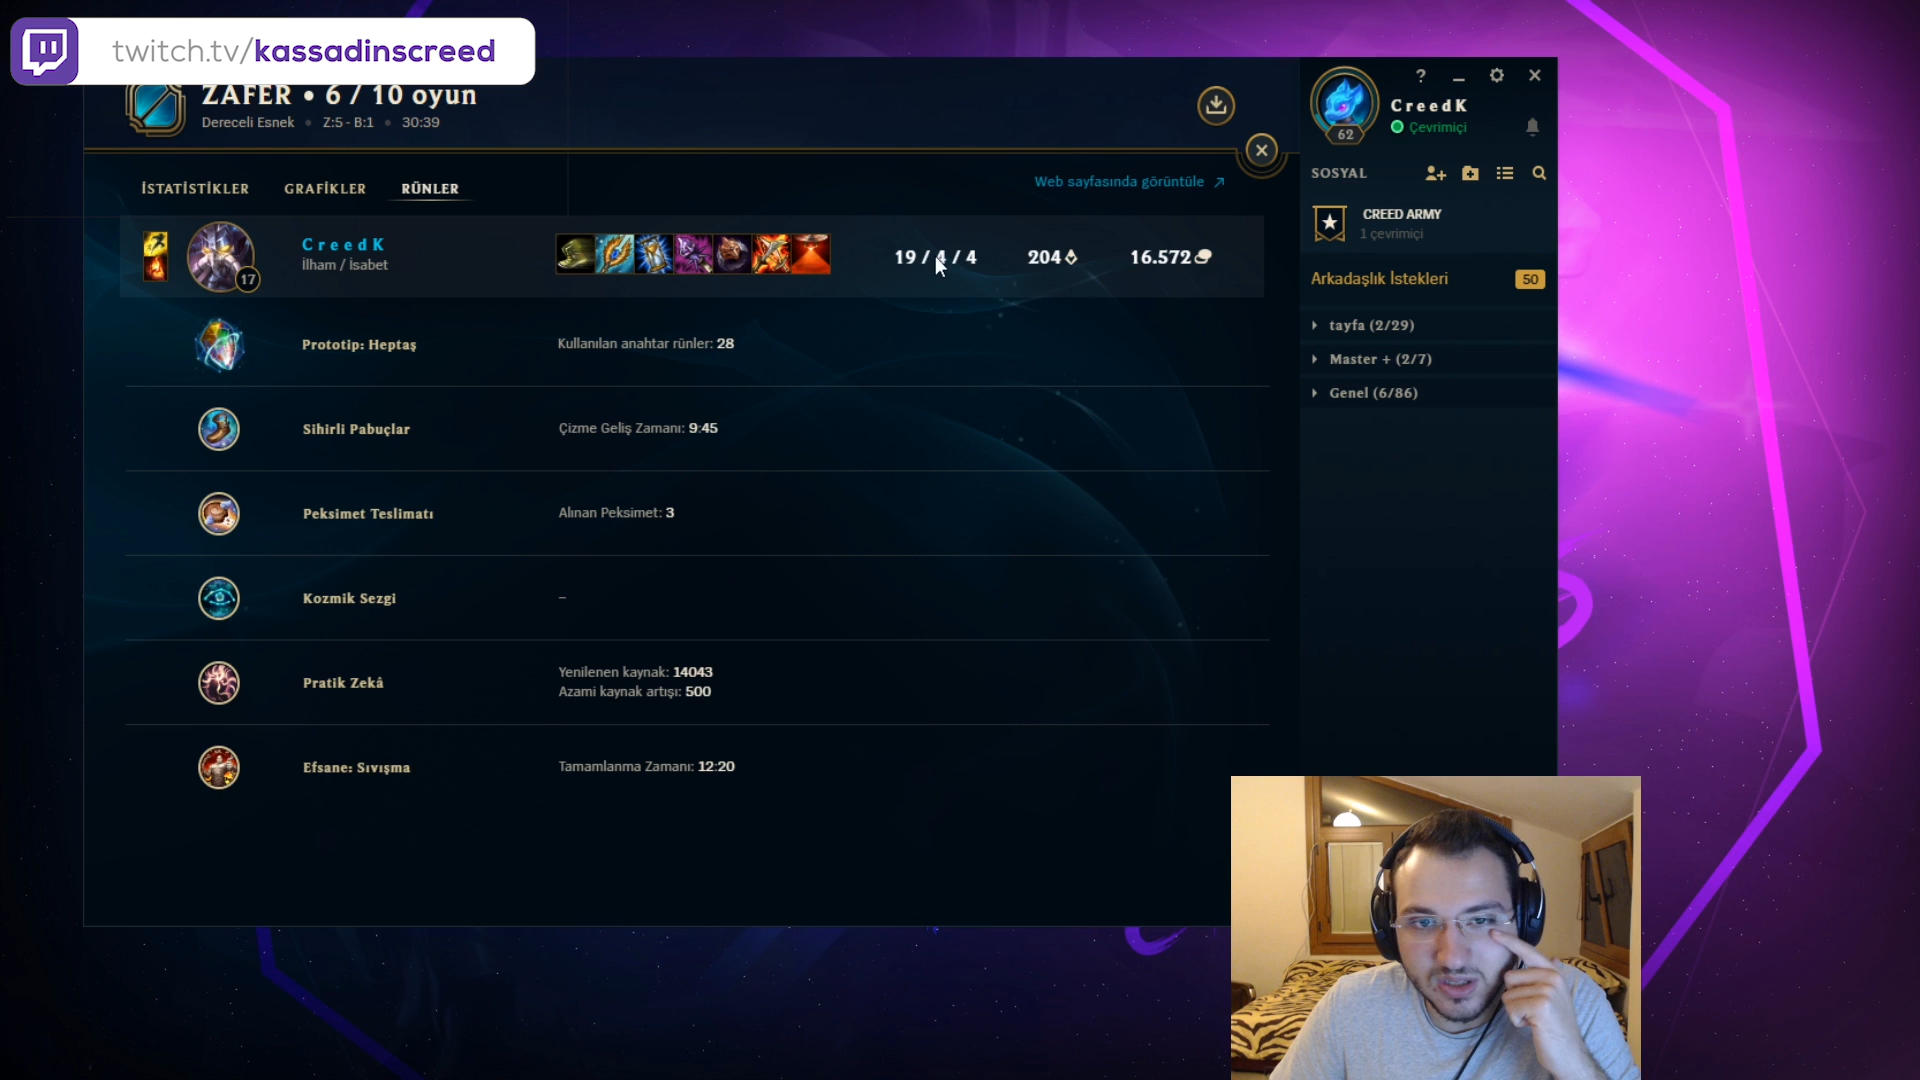 twitch.tv/kassadinscreed
ZAFER • 6 / 10 oyun
Dereceli Esnek • Z:5 - B:1 • 30:39
İSTATİSTİKLER GRAFİKLER RÜNLER
Web sayfasında görüntüle
C r e e d K
İlham / İsabet
17
19 / 4 / 4
204
16.572
Prototip: Heptaş
Kullanılan anahtar rünler: 28
Sihirli Pabuçlar
Çizme Geliş Zamanı: 9:45
Peksimet Teslimatı
Alınan Peksimet: 3
Kozmik Sezgi
–
Pratik Zekâ
Yenilenen kaynak: 14043
Azami kaynak artışı: 500
Efsane: Sıvışma
Tamamlanma Zamanı: 12:20
C r e e d K
Çevrimiçi
62
SOSYAL
CREED ARMY
1 çevrimiçi
Arkadaşlık İstekleri 50
tayfa (2/29)
Master + (2/7)
Genel (6/86)